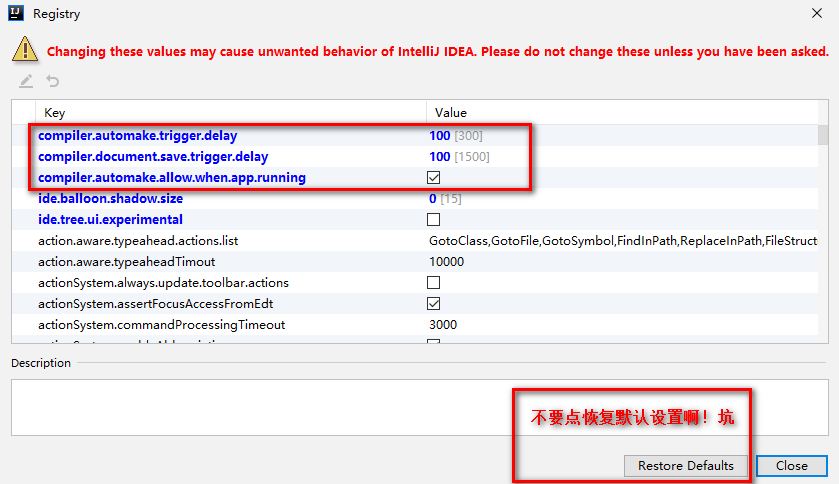 IJ Registry
Changing these values may cause unwanted behavior of IntelliJ IDEA. Please do not change these unless you have been asked.
Key Value
compiler.automake.trigger.delay 100 [300]
compiler.document.save.trigger.delay 100 [1500]
compiler.automake.allow.when.app.running
ide.balloon.shadow.size 0 [15]
ide.tree.ui.experimental
action.aware.typeahead.actions.list GotoClass,GotoFile,GotoSymbol,FindInPath,ReplaceInPath,FileStruct
action.aware.typeaheadTimout 10000
actionSystem.always.update.toolbar.actions
actionSystem.assertFocusAccessFromEdt
actionSystem.commandProcessingTimeout 3000
Description
不要点恢复默认设置啊！坑
Restore Defaults Close